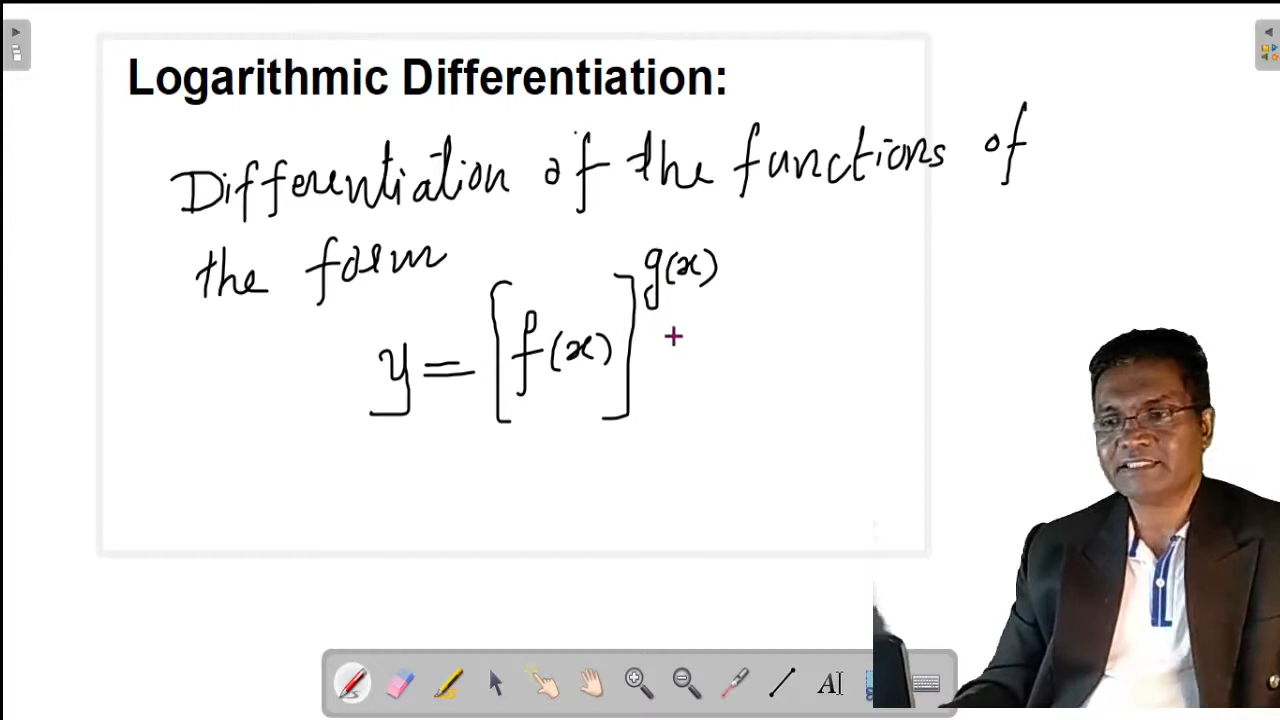 Logarithmic Differentiation:
Differentiation of the functions of
the form
y = [f(x)]^g(x)